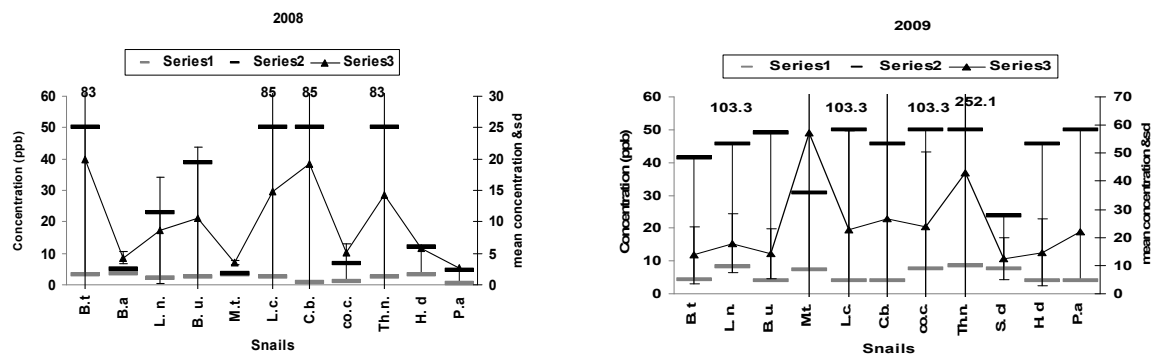 2008
Series1 Series2 Series3
83 85 85 83
60
50
40
30
20
10
0
Concentration (ppb)
30
25
20
15
10
5
0
mean concentration &sd
B.t B.a L. n. B. u. M.t. L.c. C.b. co.c. Th.n. H. d P.a
Snails
2009
Series1 Series2 Series3
103.3 103.3 103.3 252.1
60
50
40
30
20
10
0
Concentration (ppb)
70
60
50
40
30
20
10
0
mean concentration &sd
B.t L.n. B.u. M.t. L.c. C.b. co.c. Th.n. S. d H. d P.a
Snails